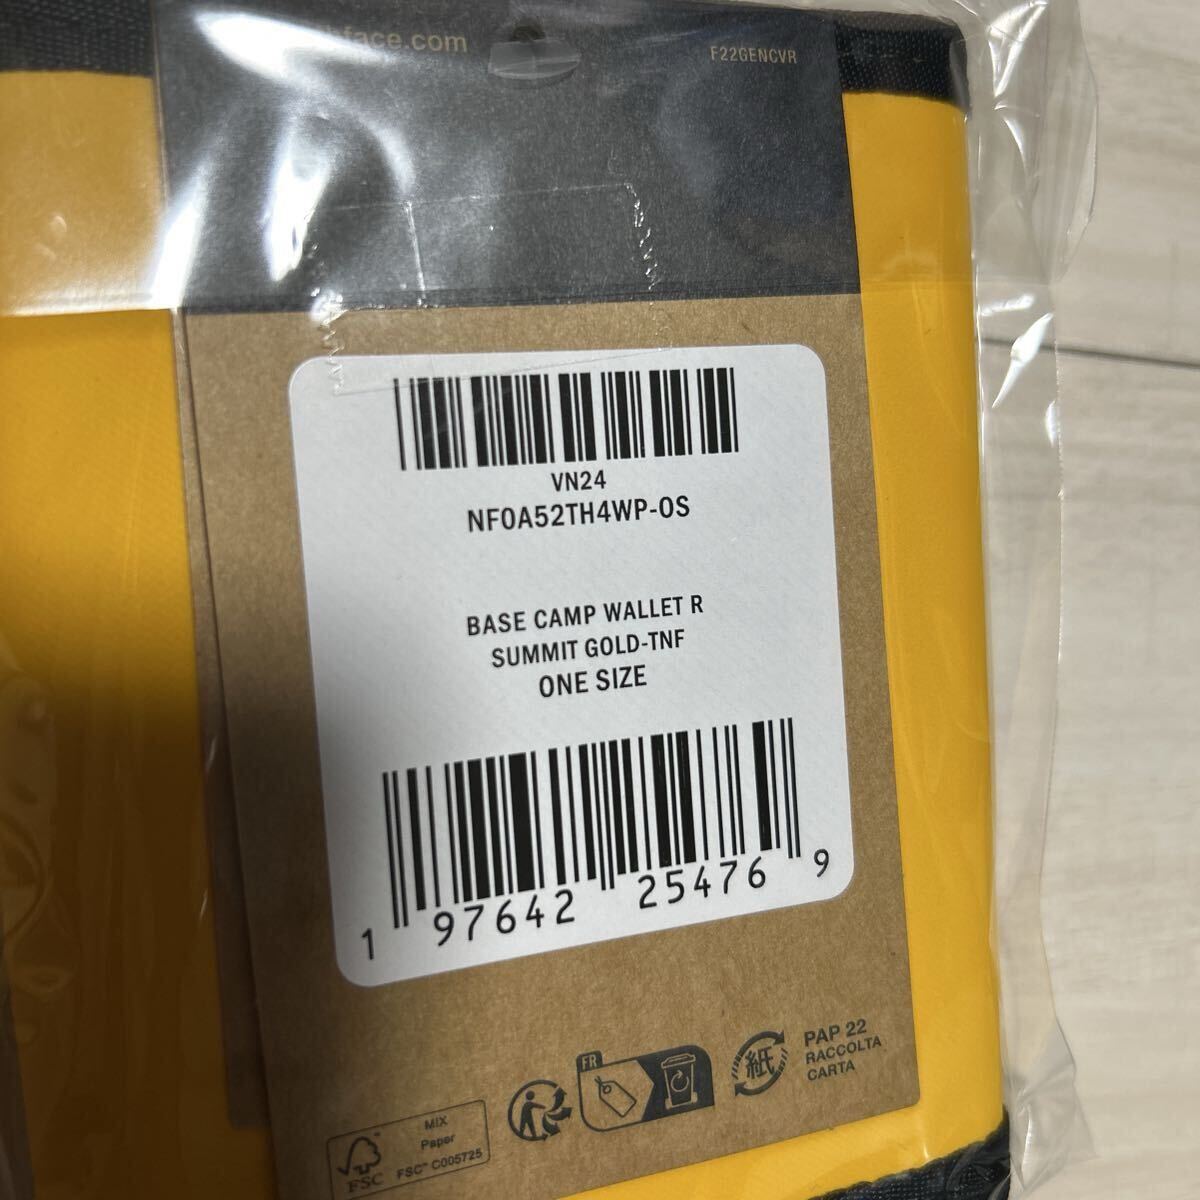 face.com
F22GENCVR
VN24
NF0A52TH4WP-OS
BASE CAMP WALLET R
SUMMIT GOLD-TNF
ONE SIZE
1 97642 25476 9
FR
紙
PAP 22
RACCOLTA
CARTA
FSC
MIX
Paper
FSC™ C005725